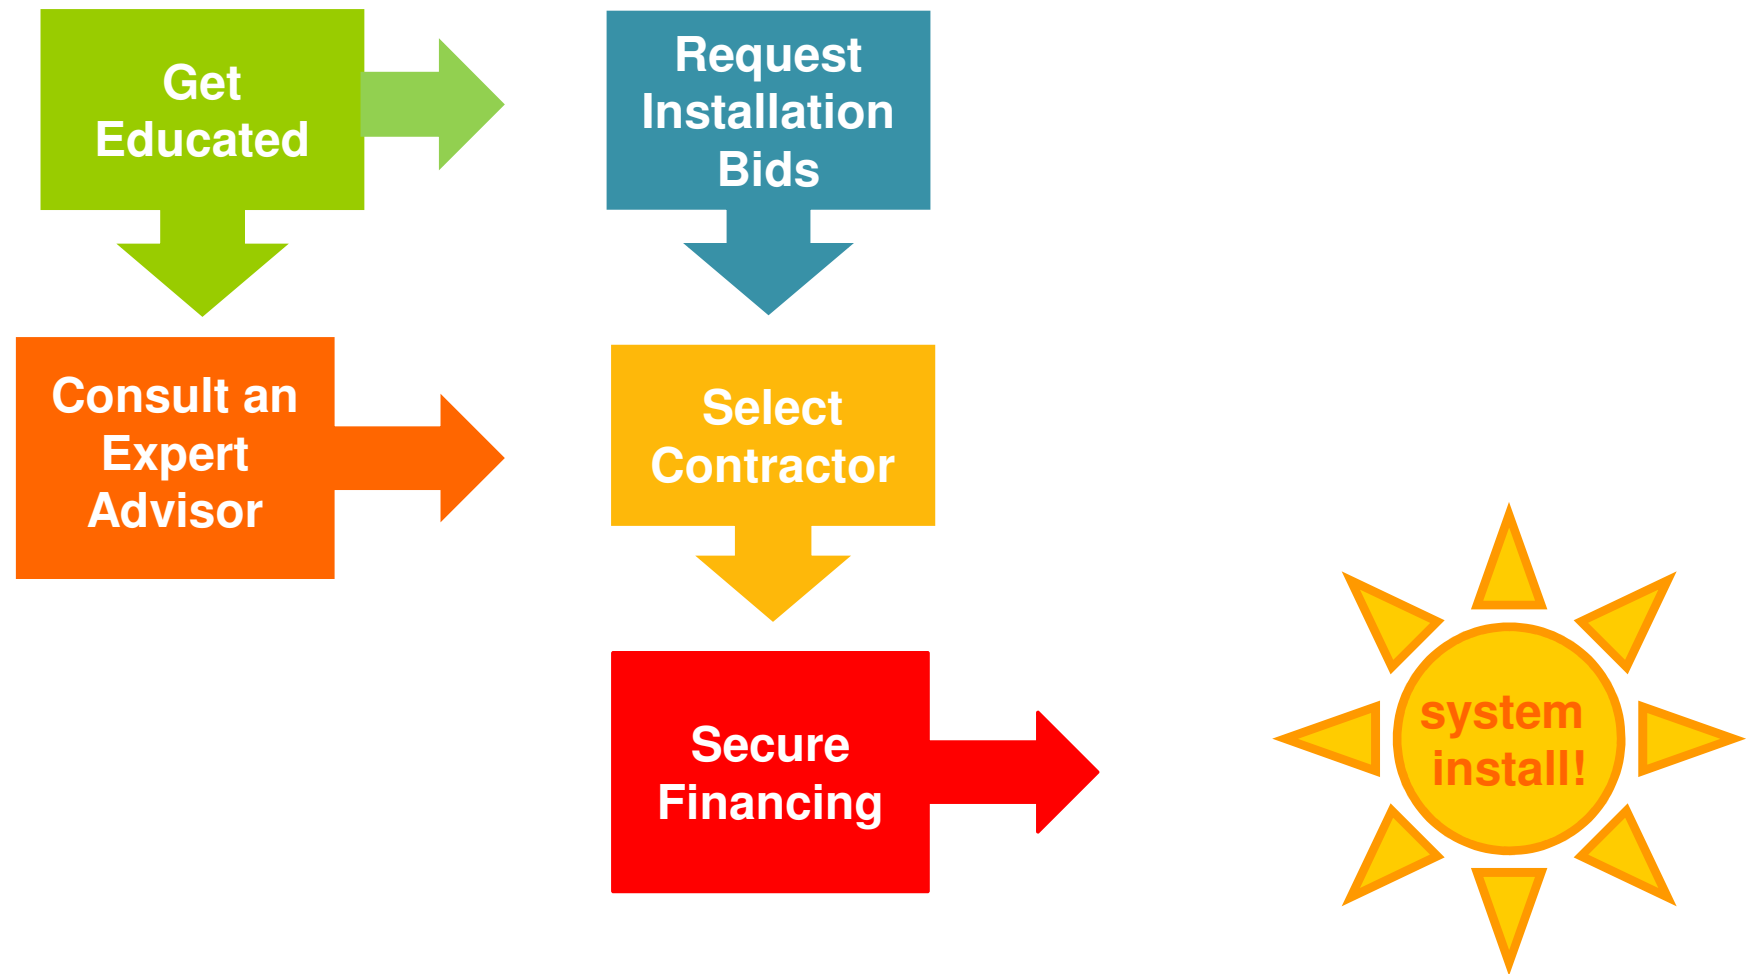 Get
Educated
Request
Installation
Bids
Consult an
Expert
Advisor
Select
Contractor
Secure
Financing
system
install!